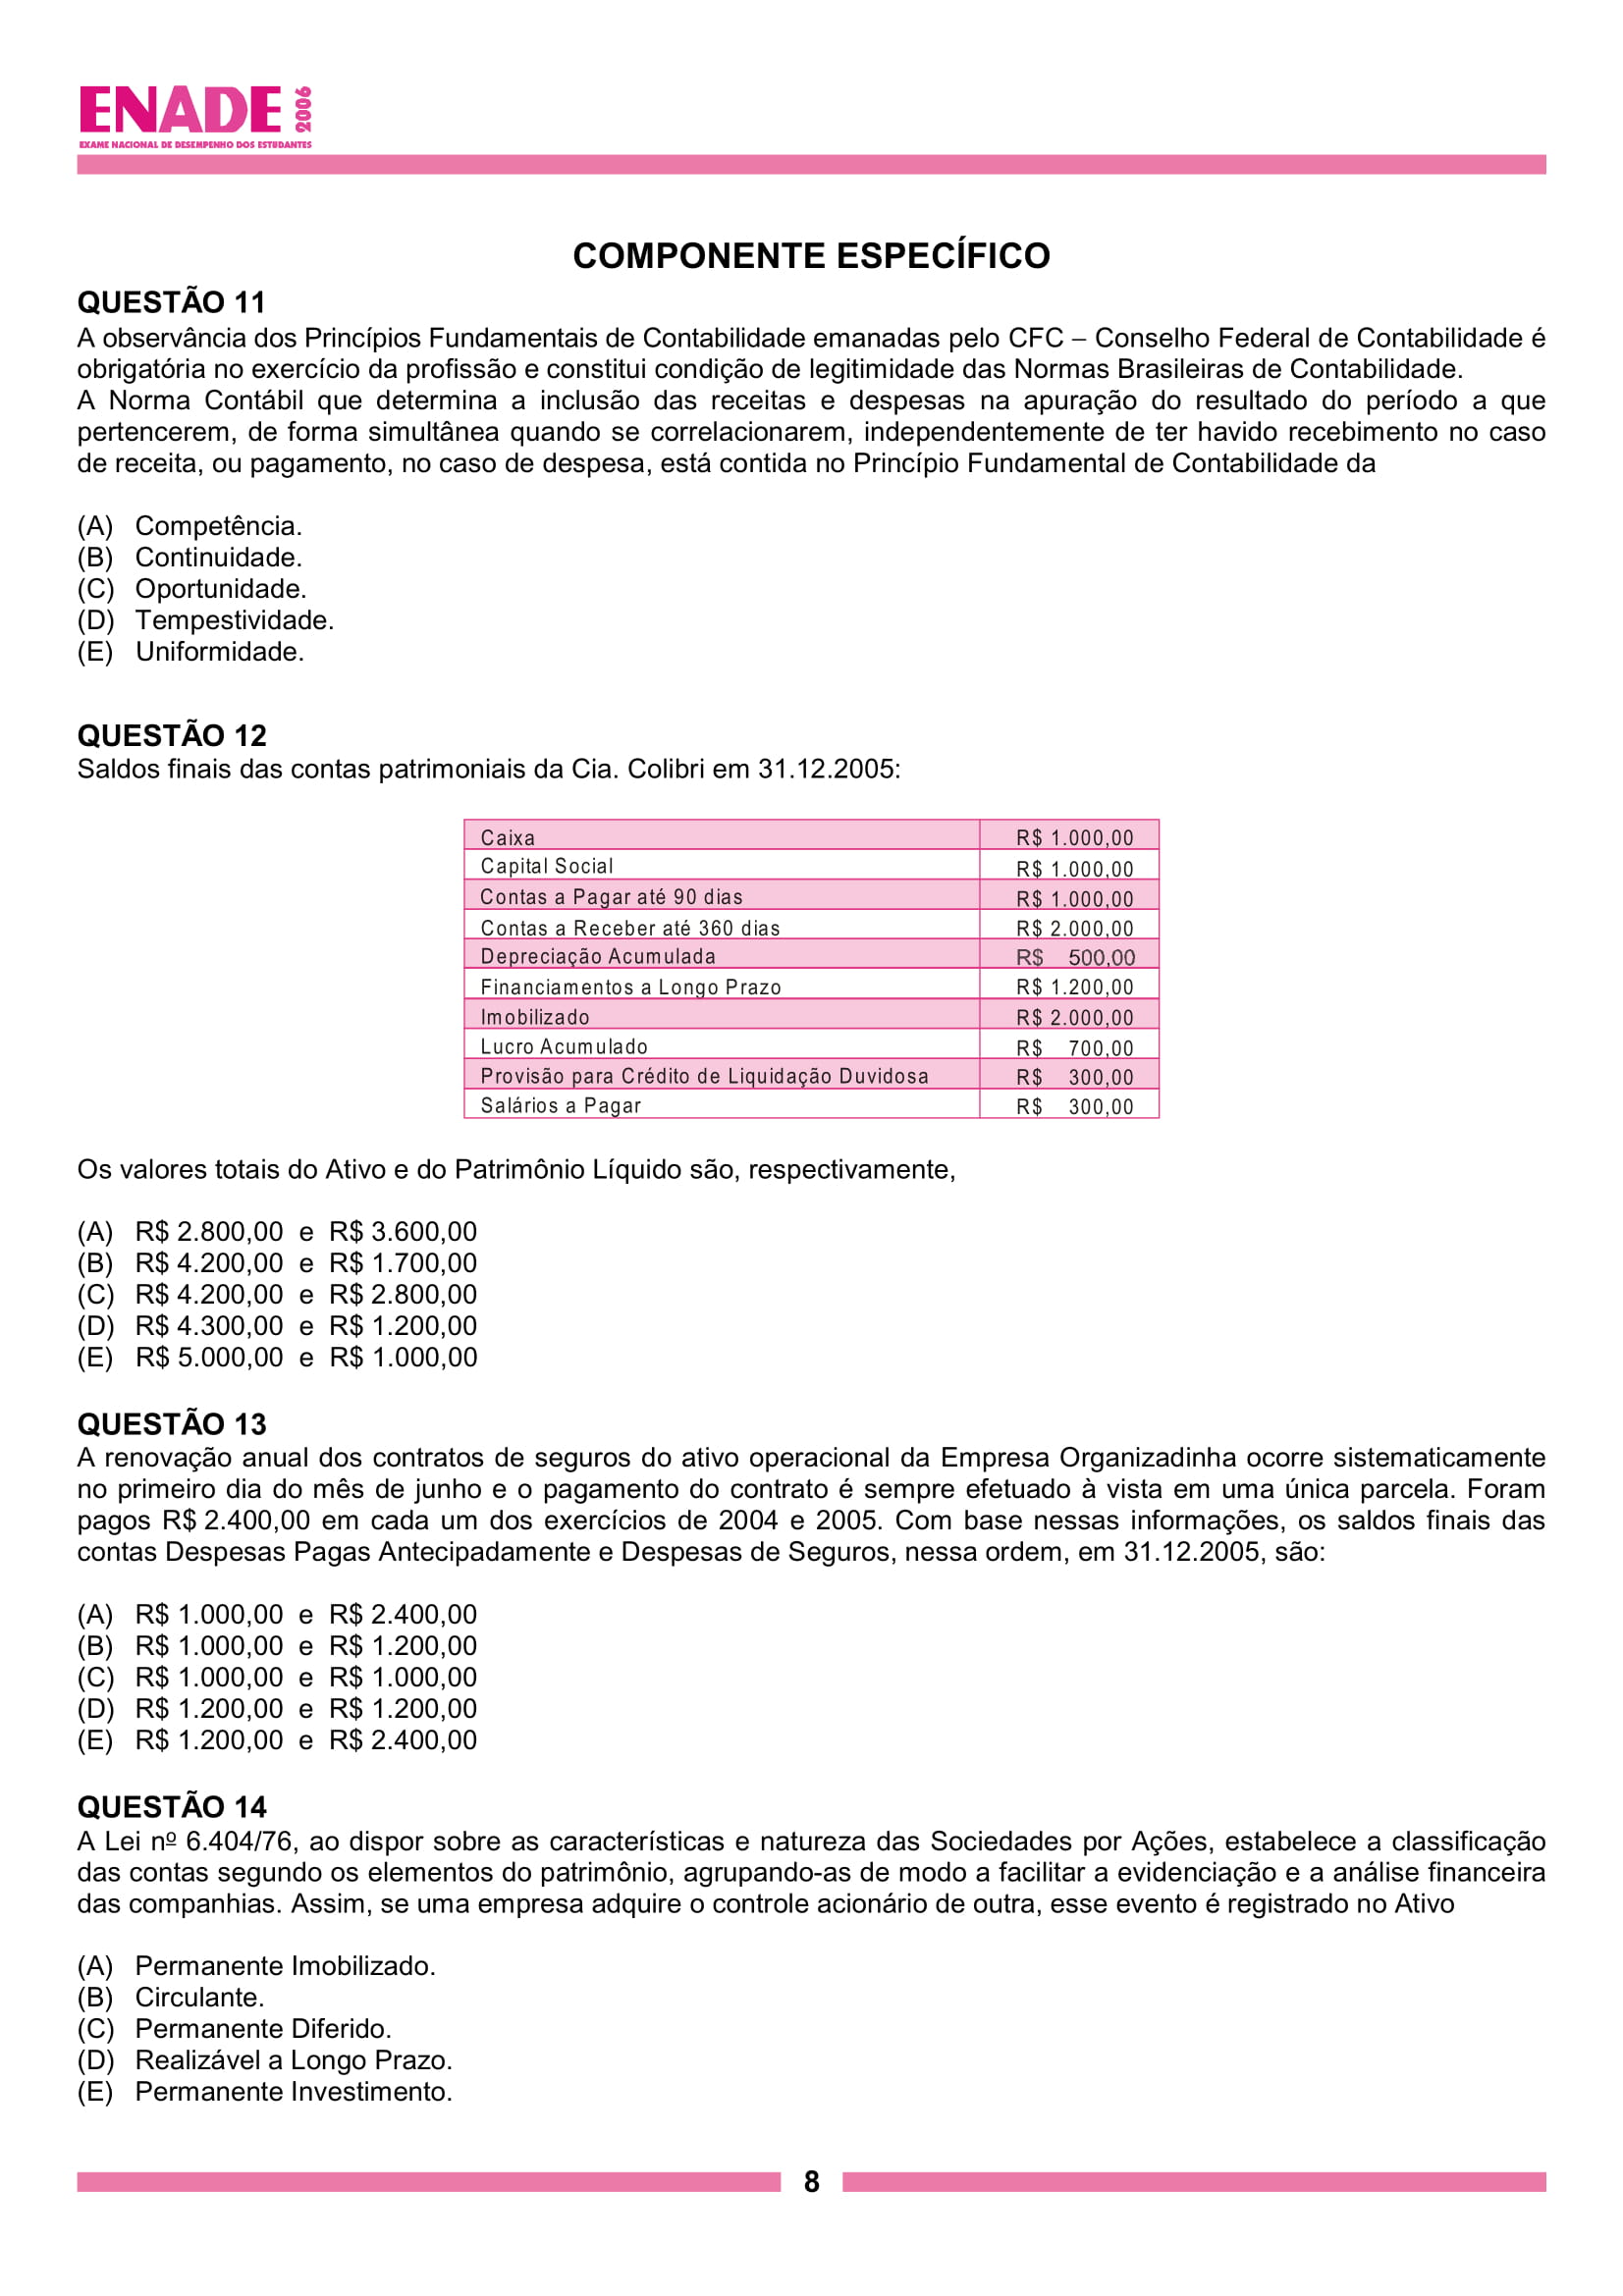 ENADE 2006
EXAME NACIONAL DE DESEMPENHO DOS ESTUDANTES
COMPONENTE ESPECÍFICO
QUESTÃO 11
A observância dos Princípios Fundamentais de Contabilidade emanadas pelo CFC – Conselho Federal de Contabilidade é
obrigatória no exercício da profissão e constitui condição de legitimidade das Normas Brasileiras de Contabilidade.
A Norma Contábil que determina a inclusão das receitas e despesas na apuração do resultado do período a que
pertencerem, de forma simultânea quando se correlacionarem, independentemente de ter havido recebimento no caso
de receita, ou pagamento, no caso de despesa, está contida no Princípio Fundamental de Contabilidade da
(A) Competência.
(B) Continuidade.
(C) Oportunidade.
(D) Tempestividade.
(E) Uniformidade.
QUESTÃO 12
Saldos finais das contas patrimoniais da Cia. Colibri em 31.12.2005:
Caixa R$ 1.000,00
Capital Social R$ 1.000,00
Contas a Pagar até 90 dias R$ 1.000,00
Contas a Receber até 360 dias R$ 2.000,00
Depreciação Acumulada R$ 500,00
Financiamentos a Longo Prazo R$ 1.200,00
Imobilizado R$ 2.000,00
Lucro Acumulado R$ 700,00
Provisão para Crédito de Liquidação Duvidosa R$ 300,00
Salários a Pagar R$ 300,00
Os valores totais do Ativo e do Patrimônio Líquido são, respectivamente,
(A) R$ 2.800,00 e R$ 3.600,00
(B) R$ 4.200,00 e R$ 1.700,00
(C) R$ 4.200,00 e R$ 2.800,00
(D) R$ 4.300,00 e R$ 1.200,00
(E) R$ 5.000,00 e R$ 1.000,00
QUESTÃO 13
A renovação anual dos contratos de seguros do ativo operacional da Empresa Organizadinha ocorre sistematicamente
no primeiro dia do mês de junho e o pagamento do contrato é sempre efetuado à vista em uma única parcela. Foram
pagos R$ 2.400,00 em cada um dos exercícios de 2004 e 2005. Com base nessas informações, os saldos finais das
contas Despesas Pagas Antecipadamente e Despesas de Seguros, nessa ordem, em 31.12.2005, são:
(A) R$ 1.000,00 e R$ 2.400,00
(B) R$ 1.000,00 e R$ 1.200,00
(C) R$ 1.000,00 e R$ 1.000,00
(D) R$ 1.200,00 e R$ 1.200,00
(E) R$ 1.200,00 e R$ 2.400,00
QUESTÃO 14
A Lei nº 6.404/76, ao dispor sobre as características e natureza das Sociedades por Ações, estabelece a classificação
das contas segundo os elementos do patrimônio, agrupando-as de modo a facilitar a evidenciação e a análise financeira
das companhias. Assim, se uma empresa adquire o controle acionário de outra, esse evento é registrado no Ativo
(A) Permanente Imobilizado.
(B) Circulante.
(C) Permanente Diferido.
(D) Realizável a Longo Prazo.
(E) Permanente Investimento.
8